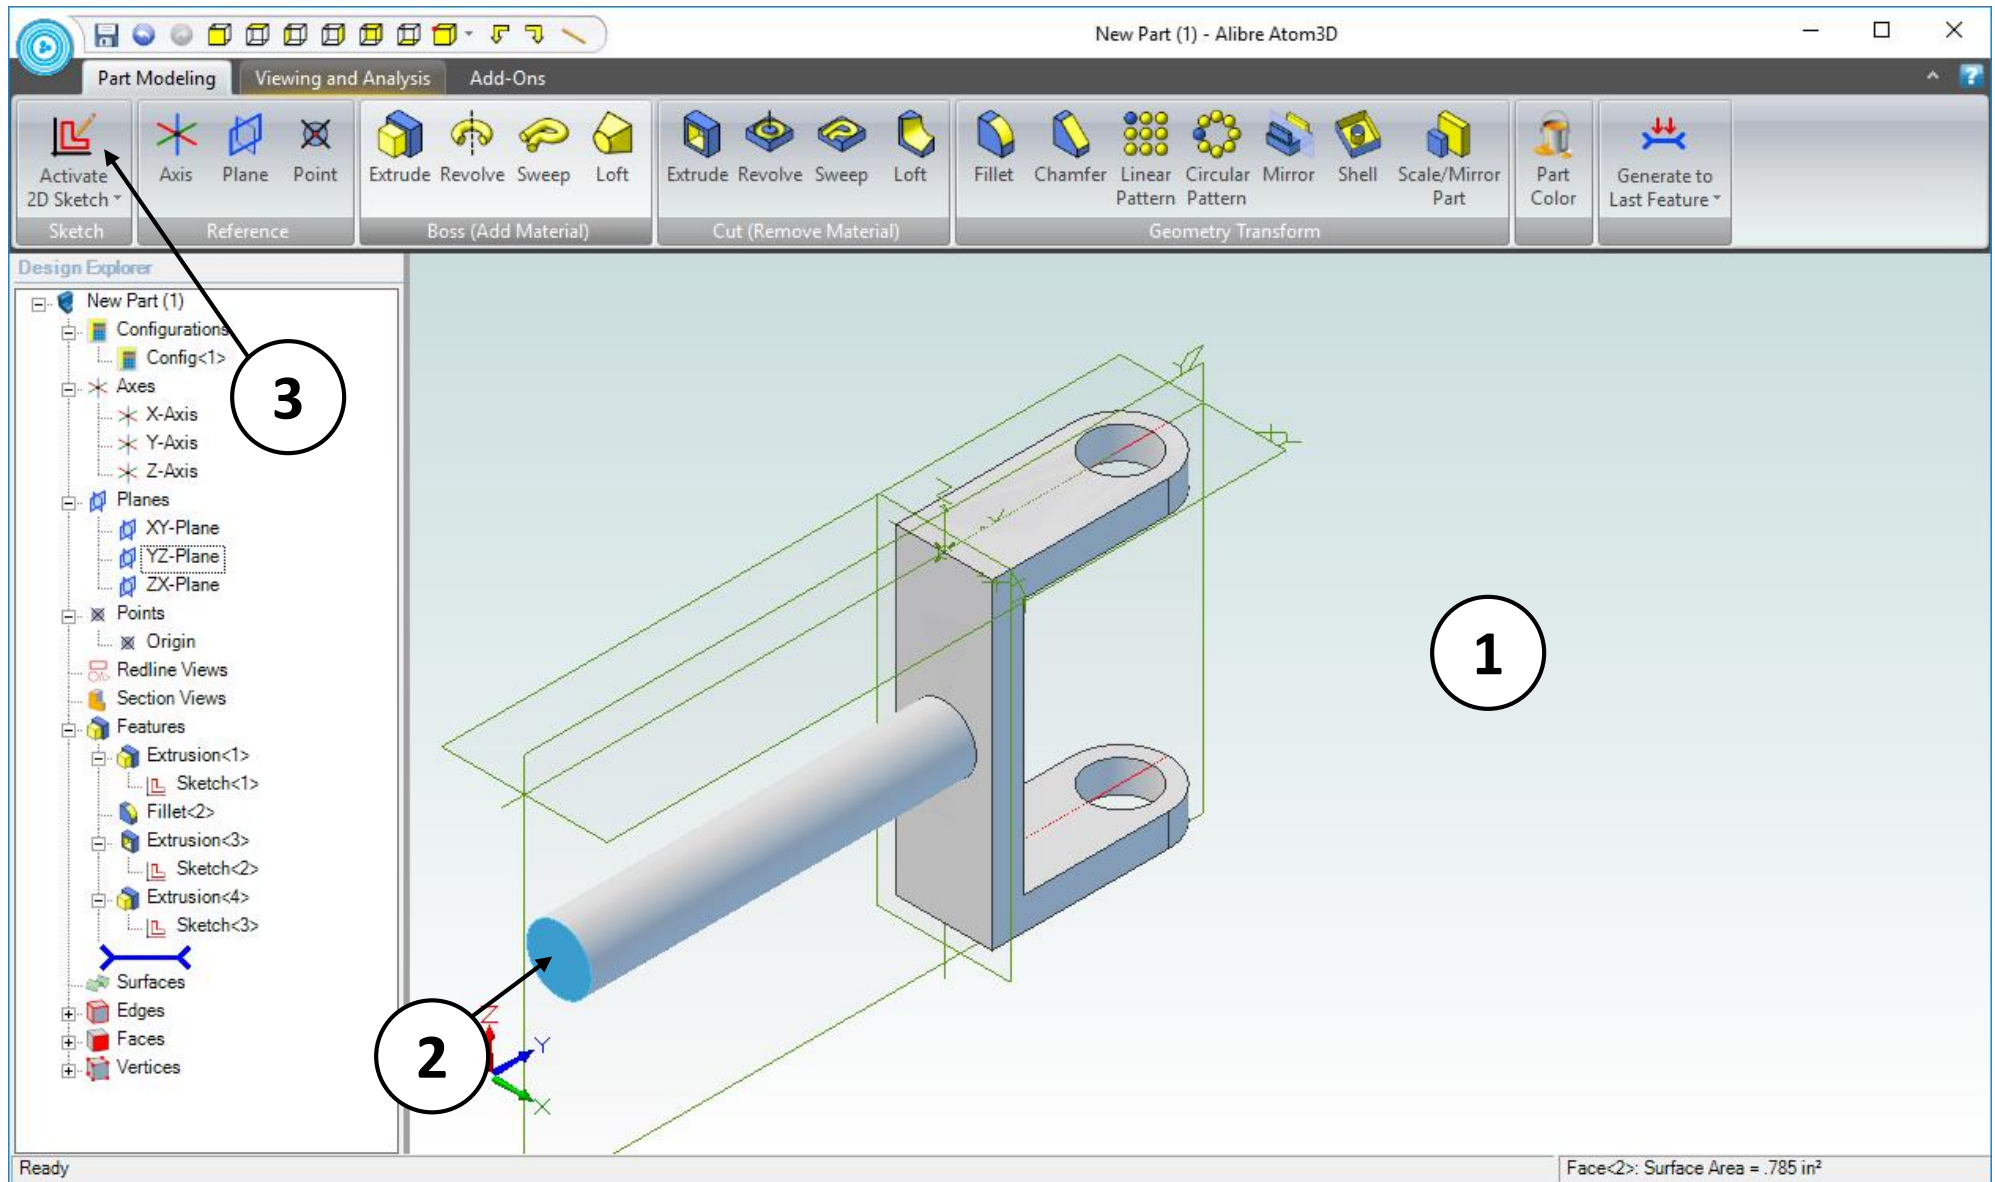 New Part (1) - Alibre Atom3D
Part Modeling Viewing and Analysis Add-Ons
Activate
2D Sketch
Axis Plane Point
Extrude Revolve Sweep Loft
Extrude Revolve Sweep Loft
Fillet Chamfer Linear
Pattern Circular
Pattern Mirror Shell Scale/Mirror
Part
Part
Color
Generate to
Last Feature
Sketch Reference Boss (Add Material) Cut (Remove Material) Geometry Transform
Design Explorer
New Part (1)
Configurations
Config<1>
Axes
X-Axis
Y-Axis
Z-Axis
Planes
XY-Plane
YZ-Plane
ZX-Plane
Points
Origin
Redline Views
Section Views
Features
Extrusion<1>
Sketch<1>
Fillet<2>
Extrusion<3>
Sketch<2>
Extrusion<4>
Sketch<3>
Surfaces
Edges
Faces
Vertices
3
1
2
YZ
Z
Y
X
Ready
Face<2>: Surface Area = .785 in²